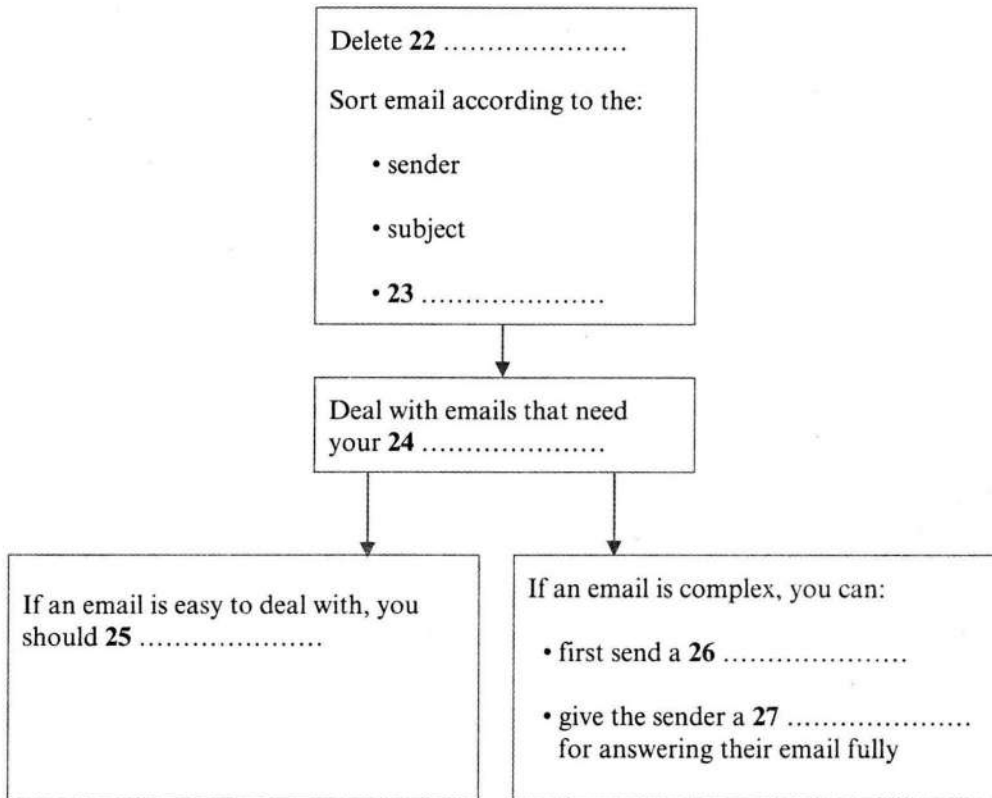 Delete 22 ......................
Sort email according to the:
• sender
• subject
• 23 ......................
Deal with emails that need
your 24 ......................
If an email is easy to deal with, you
should 25 ......................
If an email is complex, you can:
• first send a 26 ......................
• give the sender a 27 ......................
for answering their email fully